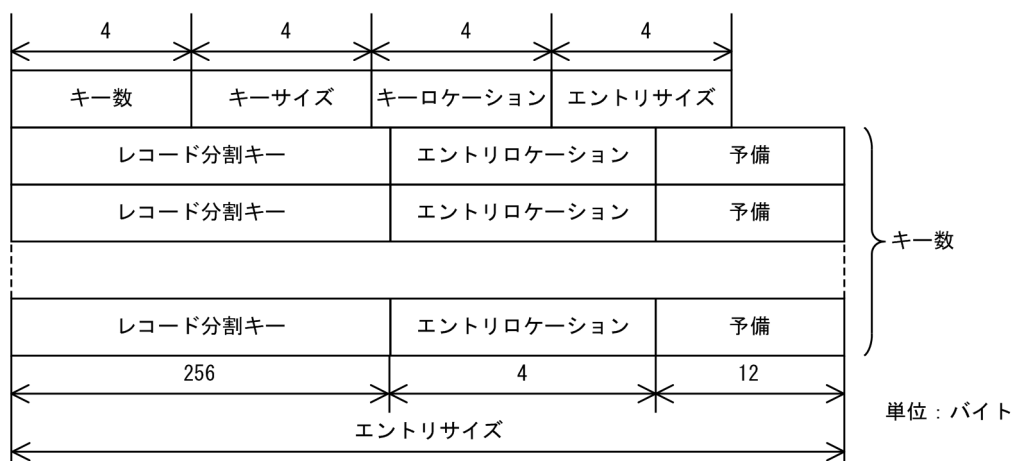 4 4 4 4
キー数 キーサイズ キーロケーション エントリサイズ
レコード分割キー エントリロケーション 予備
レコード分割キー エントリロケーション 予備
キー数
レコード分割キー エントリロケーション 予備
256 4 12
単位：バイト
エントリサイズ